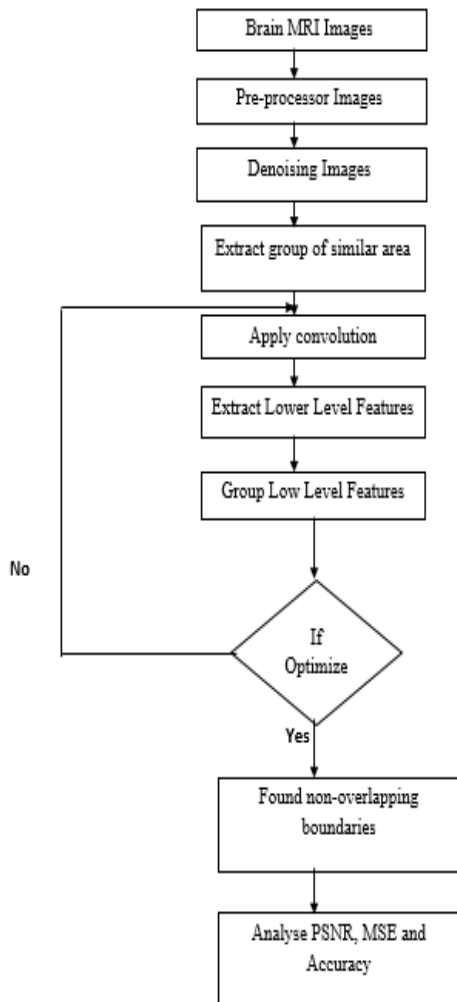 Brain MRI Images
Pre-processor Images
Denoising Images
Extract group of similar area
Apply convolution
Extract Lower Level Features
Group Low Level Features
No
If
Optimize
Yes
Found non-overlapping
boundaries
Analyse PSNR, MSE and
Accuracy